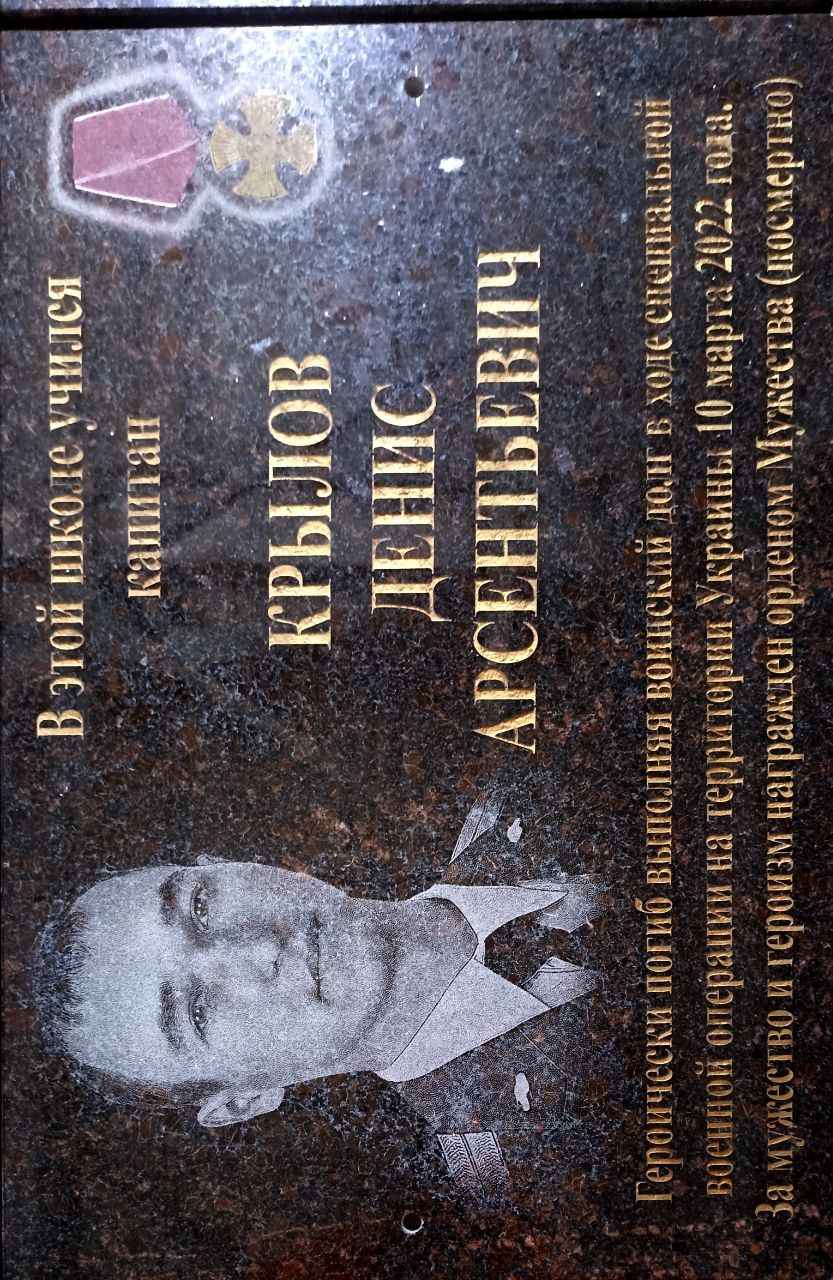 В этой школе учился
капитан
КРЫЛОВ
ДЕНИС
АРСЕНТЬЕВИЧ
Героически погиб выполняя воинский долг в ходе специальной
военной операции на территории Украины 10 марта 2022 года.
За мужество и героизм награжден орденом Мужества (посмертно)